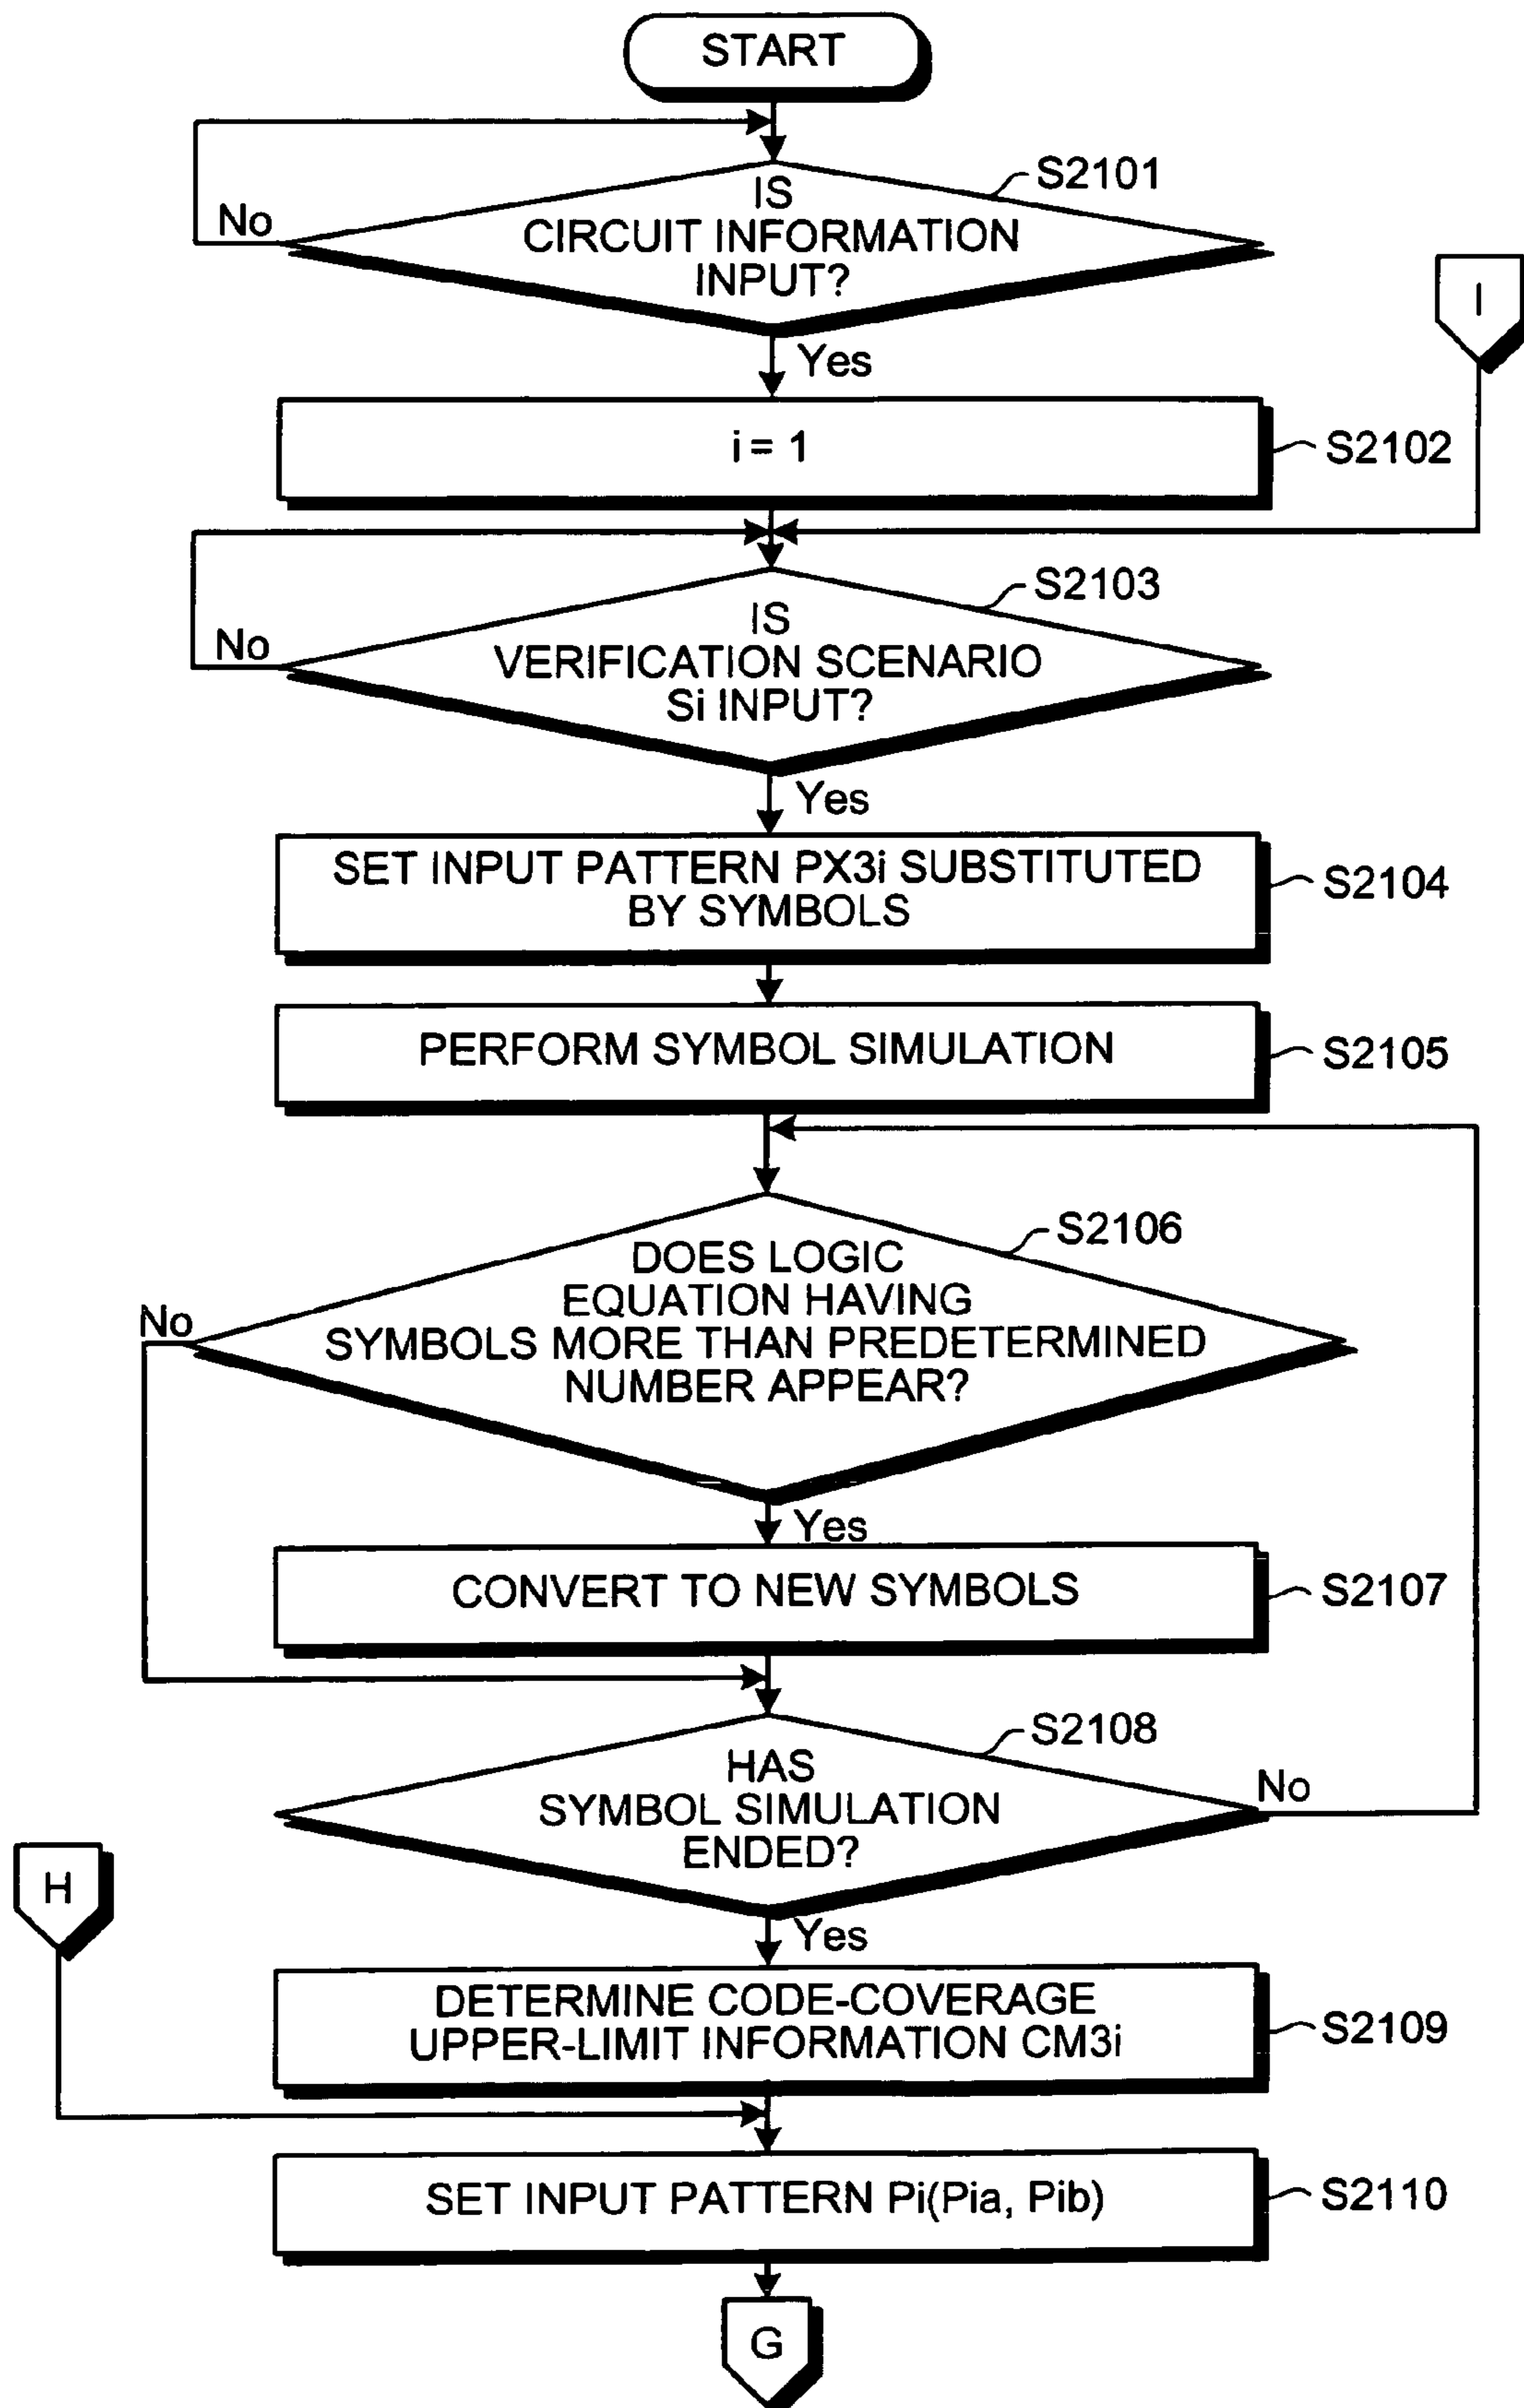 START
S2101
IS
CIRCUIT INFORMATION
INPUT?
No
I
Yes
i = 1
S2102
S2103
IS
VERIFICATION SCENARIO
Si INPUT?
No
Yes
SET INPUT PATTERN PX3i SUBSTITUTED
BY SYMBOLS
S2104
PERFORM SYMBOL SIMULATION
S2105
S2106
DOES LOGIC
EQUATION HAVING
SYMBOLS MORE THAN PREDETERMINED
NUMBER APPEAR?
No
Yes
CONVERT TO NEW SYMBOLS
S2107
S2108
HAS
SYMBOL SIMULATION
ENDED?
No
H
Yes
DETERMINE CODE-COVERAGE
UPPER-LIMIT INFORMATION CM3i
S2109
SET INPUT PATTERN Pi(Pia, Pib)
S2110
G